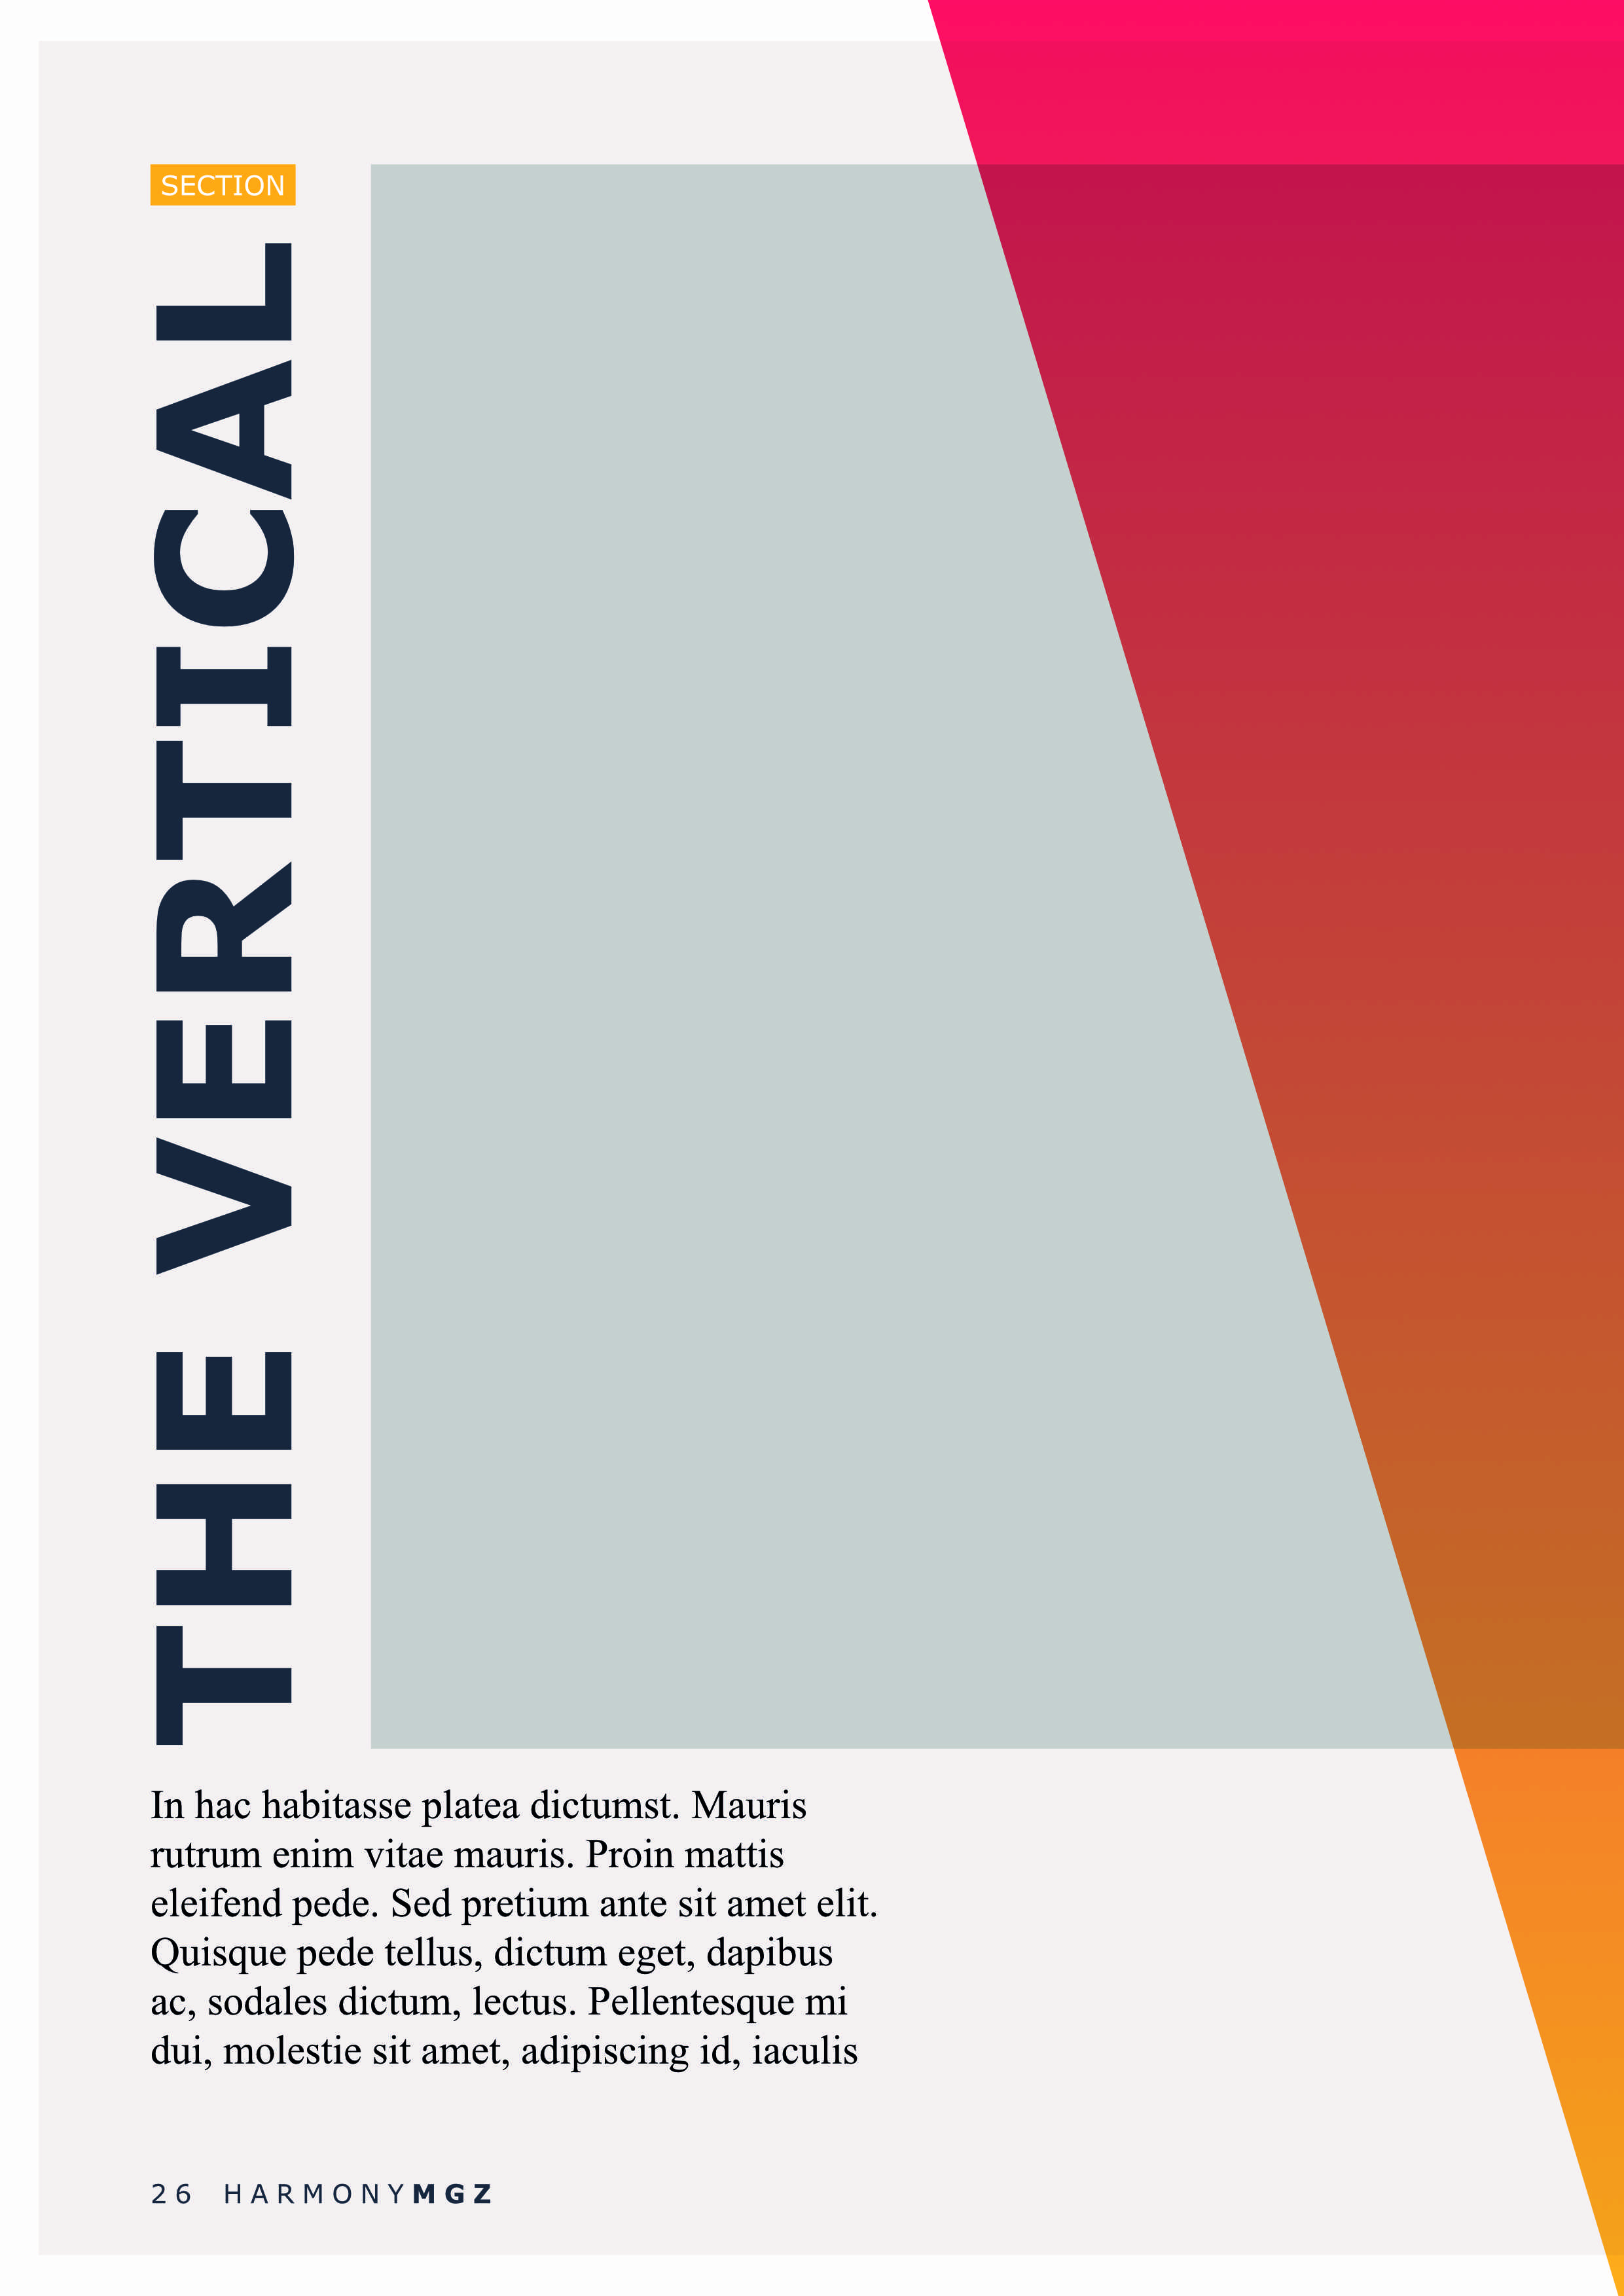 SECTION
THE VERTICAL
In hac habitasse platea dictumst. Mauris
rutrum enim vitae mauris. Proin mattis
eleifend pede. Sed pretium ante sit amet elit.
Quisque pede tellus, dictum eget, dapibus
ac, sodales dictum, lectus. Pellentesque mi
dui, molestie sit amet, adipiscing id, iaculis
26 HARMONYMGZ